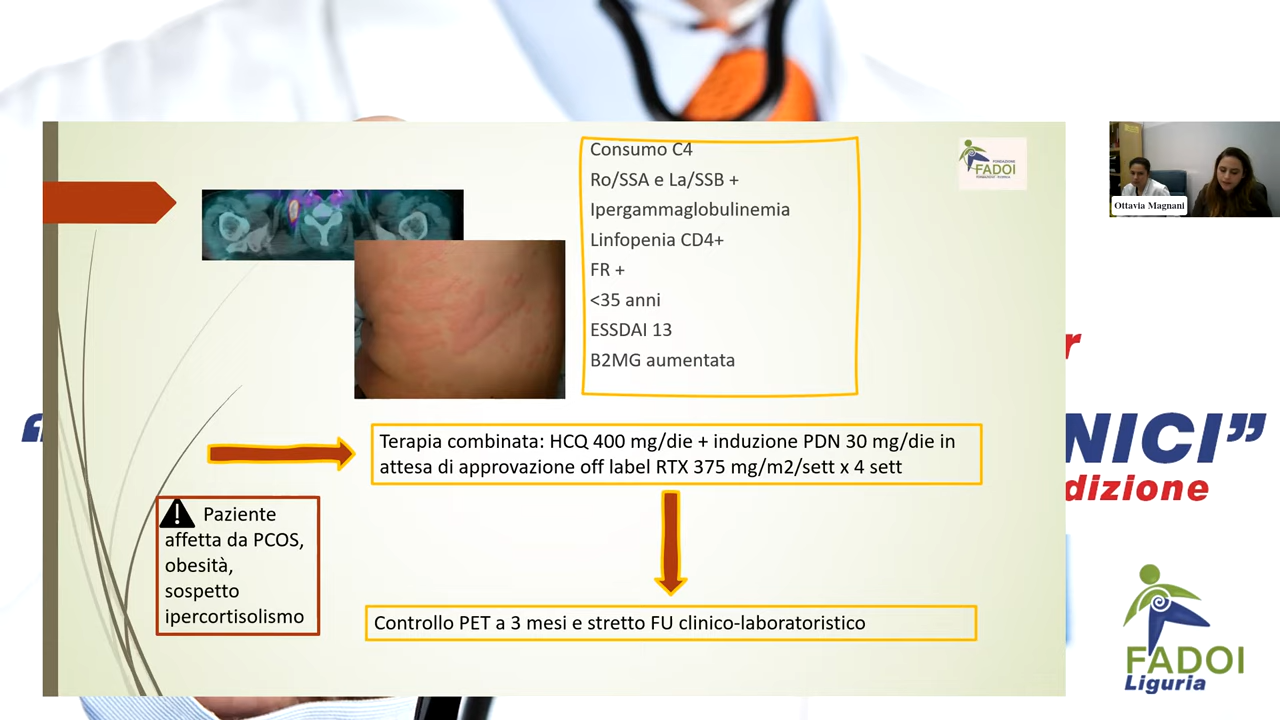 Consumo C4
Ro/SSA e La/SSB +
Ipergammaglobulinemia
Linfopenia CD4+
FR +
<35 anni
ESSDAI 13
B2MG aumentata
Terapia combinata: HCQ 400 mg/die + induzione PDN 30 mg/die in
attesa di approvazione off label RTX 375 mg/m2/sett x 4 sett
Paziente
affetta da PCOS,
obesità,
sospetto
ipercortisolismo
Controllo PET a 3 mesi e stretto FU clinico-laboratoristico
FADOI
Ottavia Magnani
r
“
NICI”
dizione
FADOI
Liguria